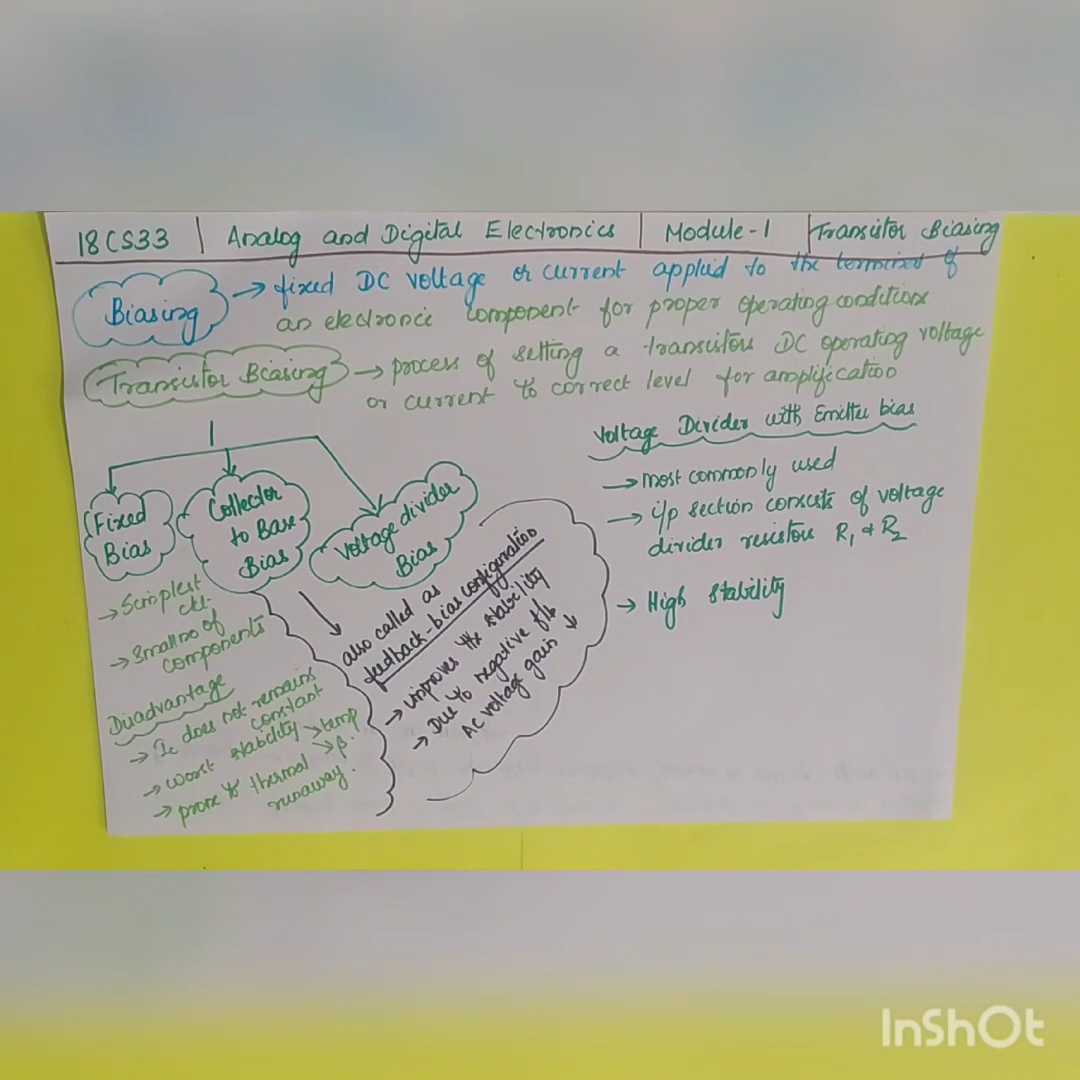 18CS33 | Analog and Digital Electronics | Module-1 | Transistor Biasing
Biasing → fixed DC voltage or current applied to the terminal of
an electronic component for proper operating conditions
Transistor Biasing → process of setting a transistors DC operating voltage
or current to correct level for amplification
Fixed
Bias
→ Simplest
ckt.
→ Small no of
components
Disadvantage
→ Ic does not remains
constant
→ worst stability → temp
→ β.
→ prone to thermal
runaway.
Collector
to Base
Bias
also called as
feedback-bias configuration
→ improves the stability
→ Due to negative f/b
AC voltage gain ↓
Voltage divider
Bias
Voltage Divider with Emitter bias
→ most commonly used
→ i/p section consists of voltage
divider resistors R₁ & R₂
→ High stability
InShOt